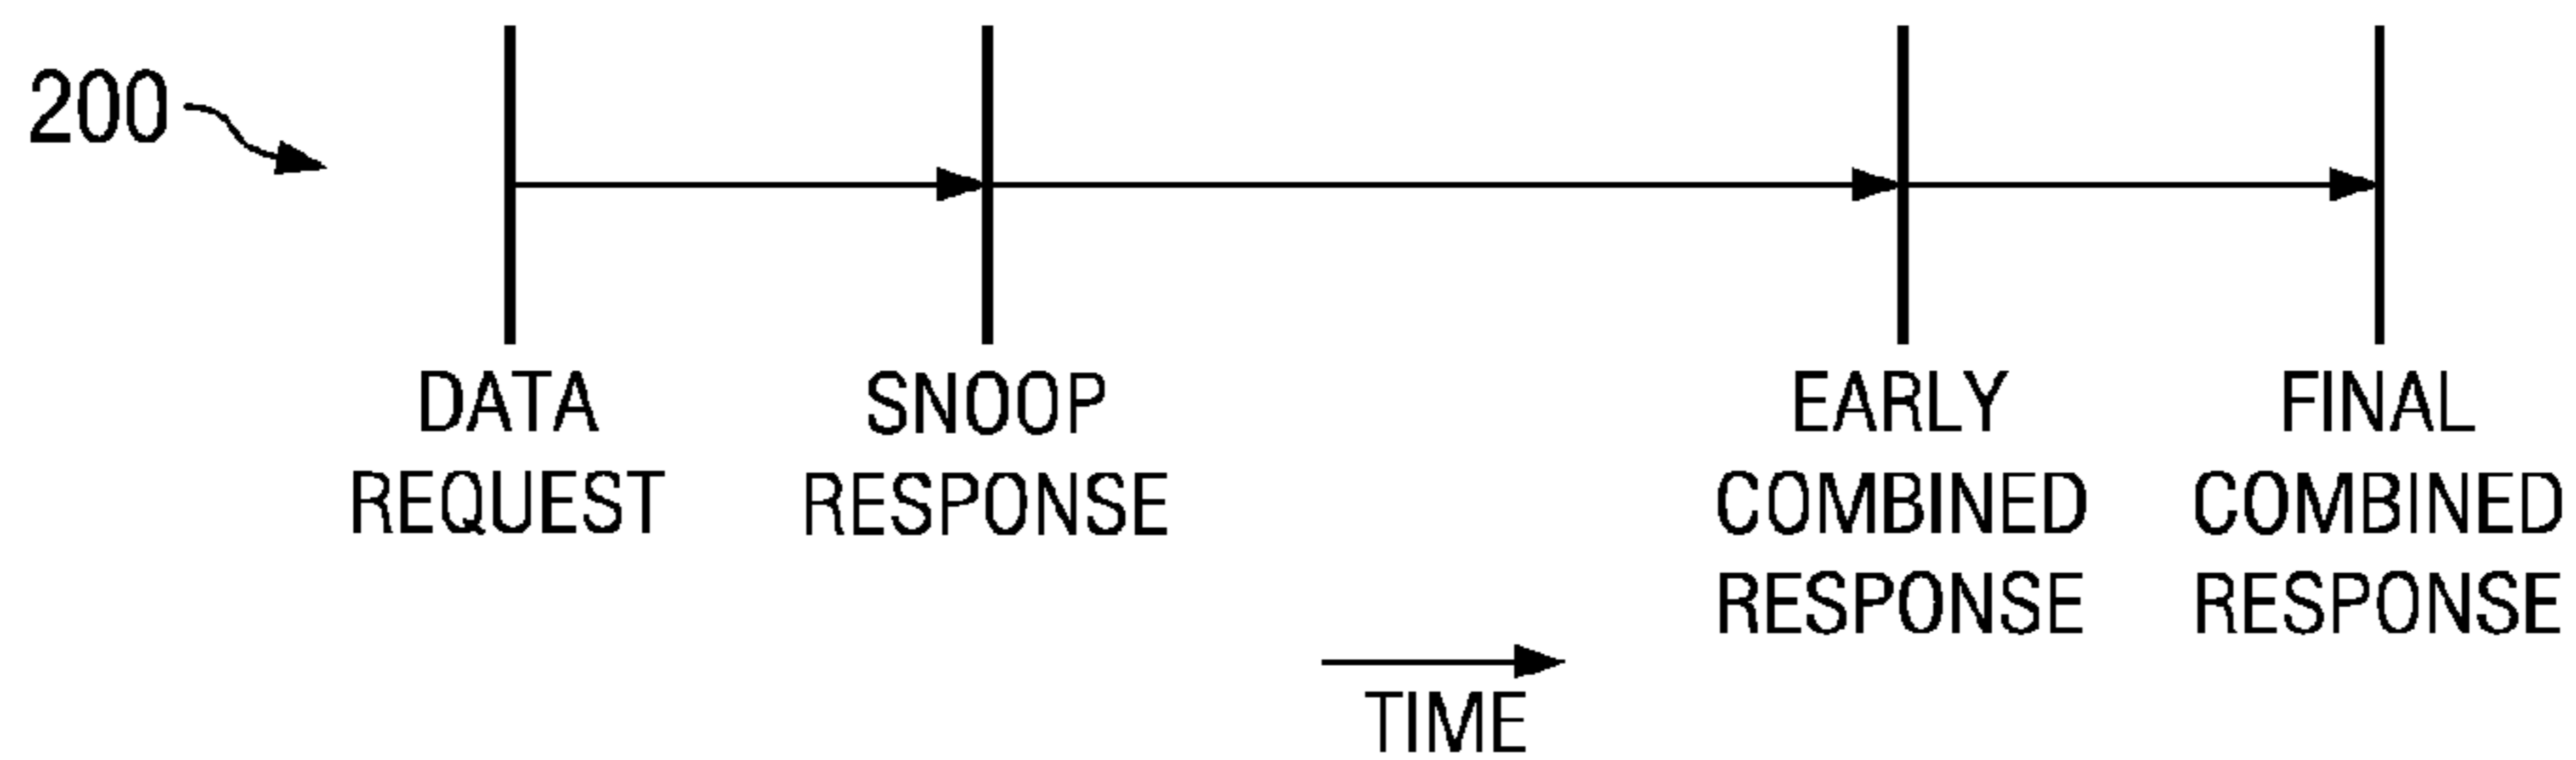 200
DATA
REQUEST
SNOOP
RESPONSE
EARLY
COMBINED
RESPONSE
FINAL
COMBINED
RESPONSE
TIME